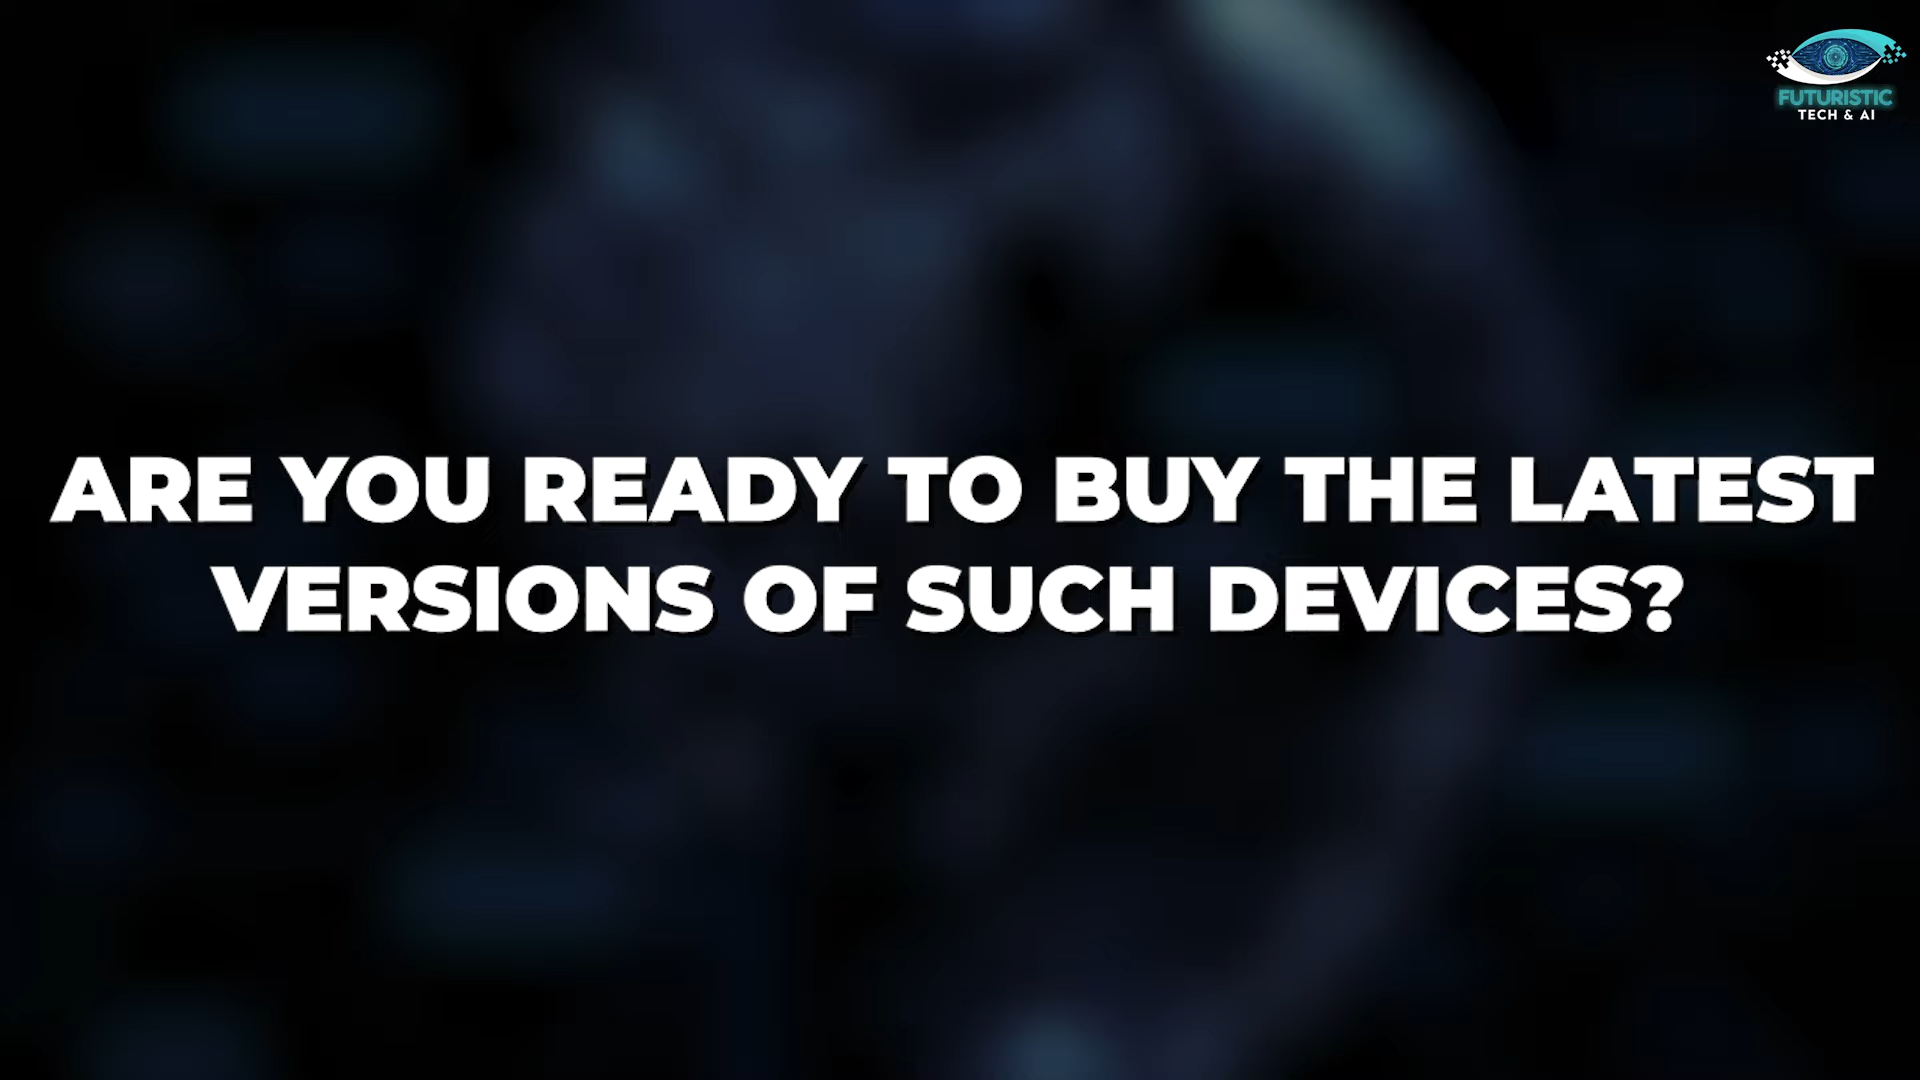 FUTURISTIC
TECH & AI
ARE YOU READY TO BUY THE LATEST
VERSIONS OF SUCH DEVICES?